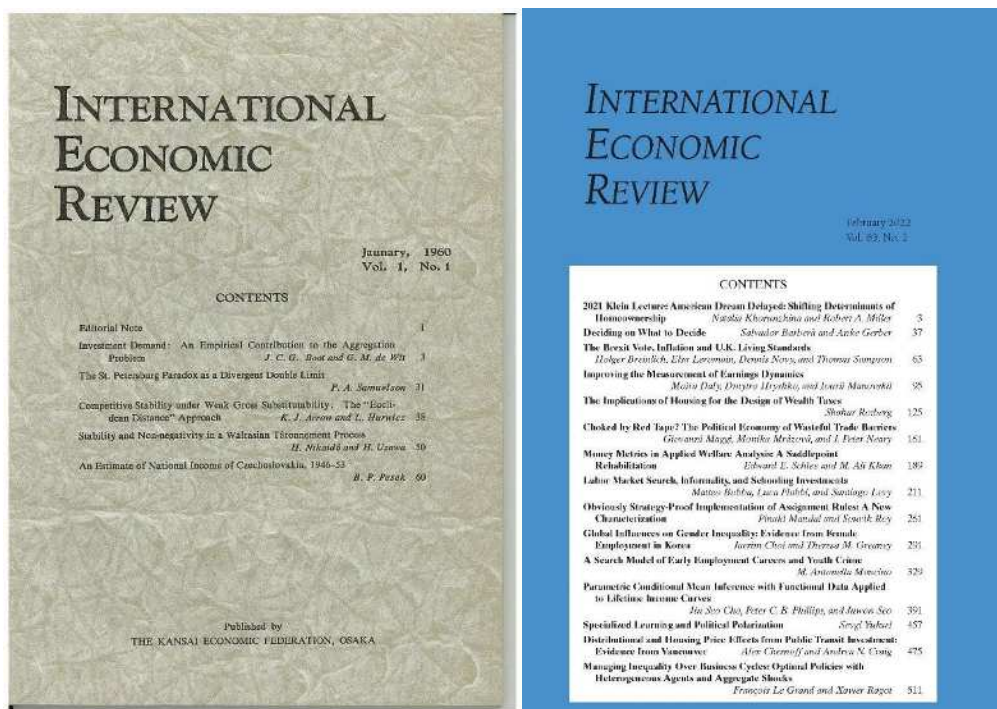 INTERNATIONAL
ECONOMIC
REVIEW
Jaunary, 1960
Vol. 1, No. 1
CONTENTS
Editorial Note 1
Investment Demand: An Empirical Contribution to the Aggregation
Problem J. C. G. Boot and G. M. de Wit 3
The St. Petersburg Paradox as a Divergent Double Limit
P. A. Samuelson 31
Competitive Stability under Weak Gross Substitutability: The "Eucli-
dean Distance" Approach K. J. Arrow and L. Hurwicz 38
Stability and Non-negativity in a Walrasian Tâtonnement Process
H. Nikaidô and H. Uzawa 50
An Estimate of National Income of Czechoslovakia, 1946-53
B. P. Pesek 60
Published by
THE KANSAI ECONOMIC FEDERATION, OSAKA
INTERNATIONAL
ECONOMIC
REVIEW
February 2022
Vol. 63, No. 1
CONTENTS
2021 Klein Lecture: American Dream Delayed: Shifting Determinants of
Homeownership Natalia Khorunzhina and Robert A. Miller 3
Deciding on What to Decide Salvador Barberà and Anke Gerber 37
The Brexit Vote, Inflation and U.K. Living Standards
Holger Breinlich, Elsa Leromain, Dennis Novy, and Thomas Sampson 63
Improving the Measurement of Earnings Dynamics
Moira Daly, Dmytro Hryshko, and Iourii Manovskii 95
The Implications of Housing for the Design of Wealth Taxes
Shahar Rotberg 125
Choked by Red Tape? The Political Economy of Wasteful Trade Barriers
Giovanni Maggi, Monika Mrázová, and J. Peter Neary 161
Money Metrics in Applied Welfare Analysis: A Saddlepoint
Rehabilitation Edward E. Schlee and M. Ali Khan 189
Labor Market Search, Informality, and Schooling Investments
Matteo Bobba, Luca Flabbi, and Santiago Levy 211
Obviously Strategy-Proof Implementation of Assignment Rules: A New
Characterization Pinaki Mandal and Souvik Roy 261
Global Influences on Gender Inequality: Evidence from Female
Employment in Korea Jaerim Choi and Theresa M. Greaney 291
A Search Model of Early Employment Careers and Youth Crime
M. Antonella Mancino 329
Parametric Conditional Mean Inference with Functional Data Applied
to Lifetime Income Curves
Jin Seo Cho, Peter C. B. Phillips, and Juwon Seo 391
Specialized Learning and Political Polarization Sevgi Yuksel 457
Distributional and Housing Price Effects from Public Transit Investment:
Evidence from Vancouver Alex Chernoff and Andrea N. Craig 475
Managing Inequality Over Business Cycles: Optimal Policies with
Heterogeneous Agents and Aggregate Shocks
François Le Grand and Xavier Ragot 511